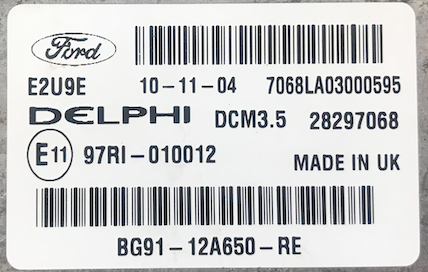 Ford
E2U9E 10-11-04 7068LA03000595
DELPHI DCM3.5 28297068
E11 97RI-010012 MADE IN UK
BG91-12A650-RE